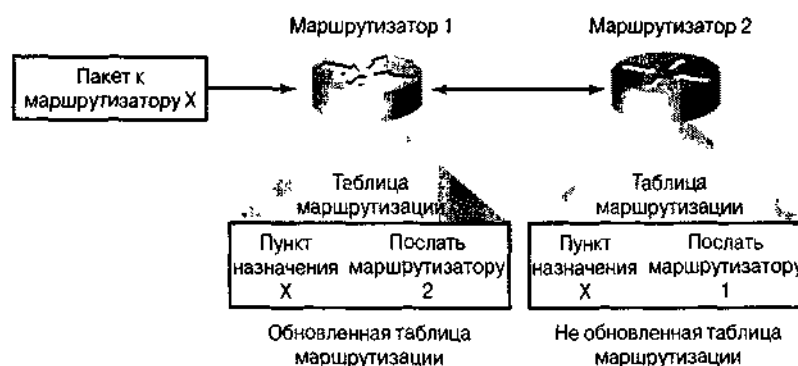 Маршрутизатор 1
Маршрутизатор 2
Пакет к
маршрутизатору X
Таблица
маршрутизации
Пункт
назначения
X
Послать
маршрутизатору
2
Обновленная таблица
маршрутизации
Таблица
маршрутизации
Пункт
назначения
X
Послать
маршрутизатору
1
Не обновленная таблица
маршрутизации